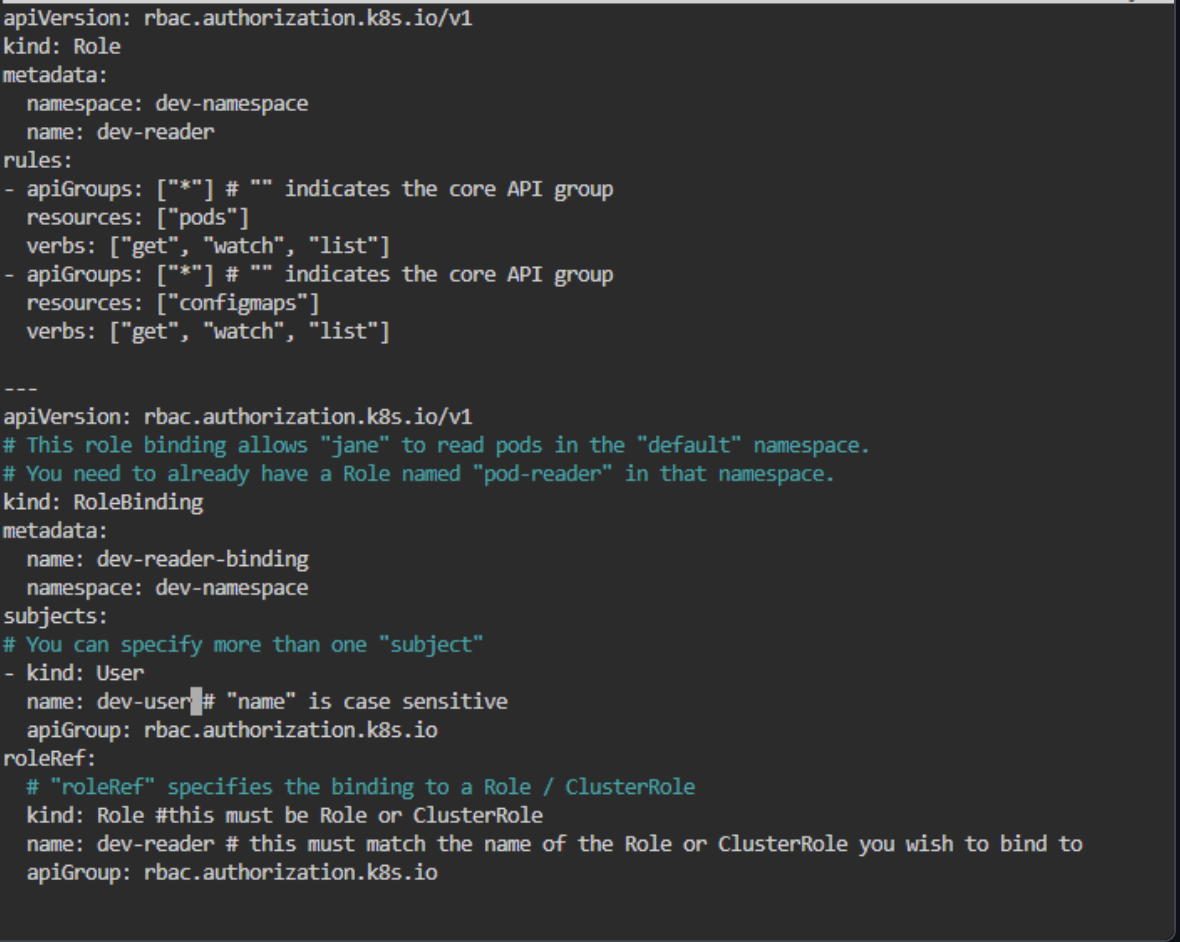 apiVersion: rbac.authorization.k8s.io/v1
kind: Role
metadata:
  namespace: dev-namespace
  name: dev-reader
rules:
- apiGroups: ["*"] # "" indicates the core API group
  resources: ["pods"]
  verbs: ["get", "watch", "list"]
- apiGroups: ["*"] # "" indicates the core API group
  resources: ["configmaps"]
  verbs: ["get", "watch", "list"]

---
apiVersion: rbac.authorization.k8s.io/v1
# This role binding allows "jane" to read pods in the "default" namespace.
# You need to already have a Role named "pod-reader" in that namespace.
kind: RoleBinding
metadata:
  name: dev-reader-binding
  namespace: dev-namespace
subjects:
# You can specify more than one "subject"
- kind: User
  name: dev-user # "name" is case sensitive
  apiGroup: rbac.authorization.k8s.io
roleRef:
  # "roleRef" specifies the binding to a Role / ClusterRole
  kind: Role #this must be Role or ClusterRole
  name: dev-reader # this must match the name of the Role or ClusterRole you wish to bind to
  apiGroup: rbac.authorization.k8s.io